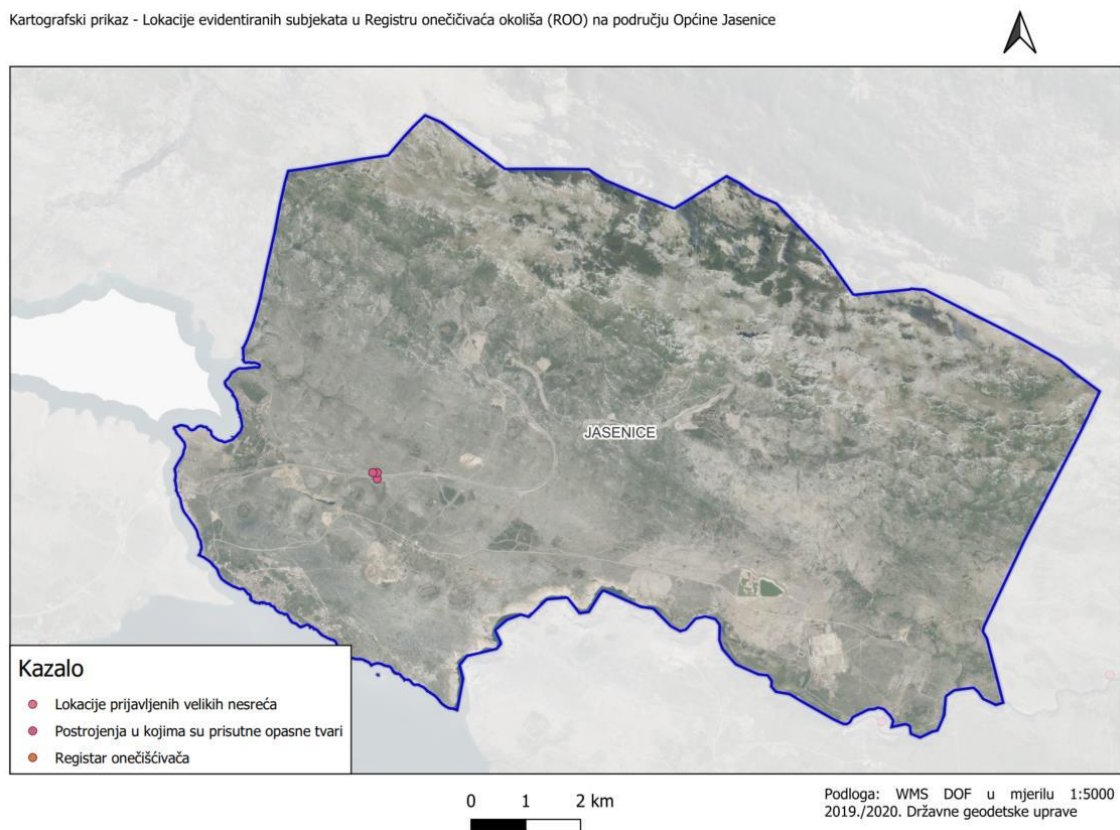 Kartografski prikaz - Lokacije evidentiranih subjekata u Registru onečičivaća okoliša (ROO) na području Općine Jasenice
JASENICE
Kazalo
Lokacije prijavljenih velikih nesreća
Postrojenja u kojima su prisutne opasne tvari
Registar onečišćivača
0 1 2 km
Podloga: WMS DOF u mjerilu 1:5000
2019./2020. Državne geodetske uprave